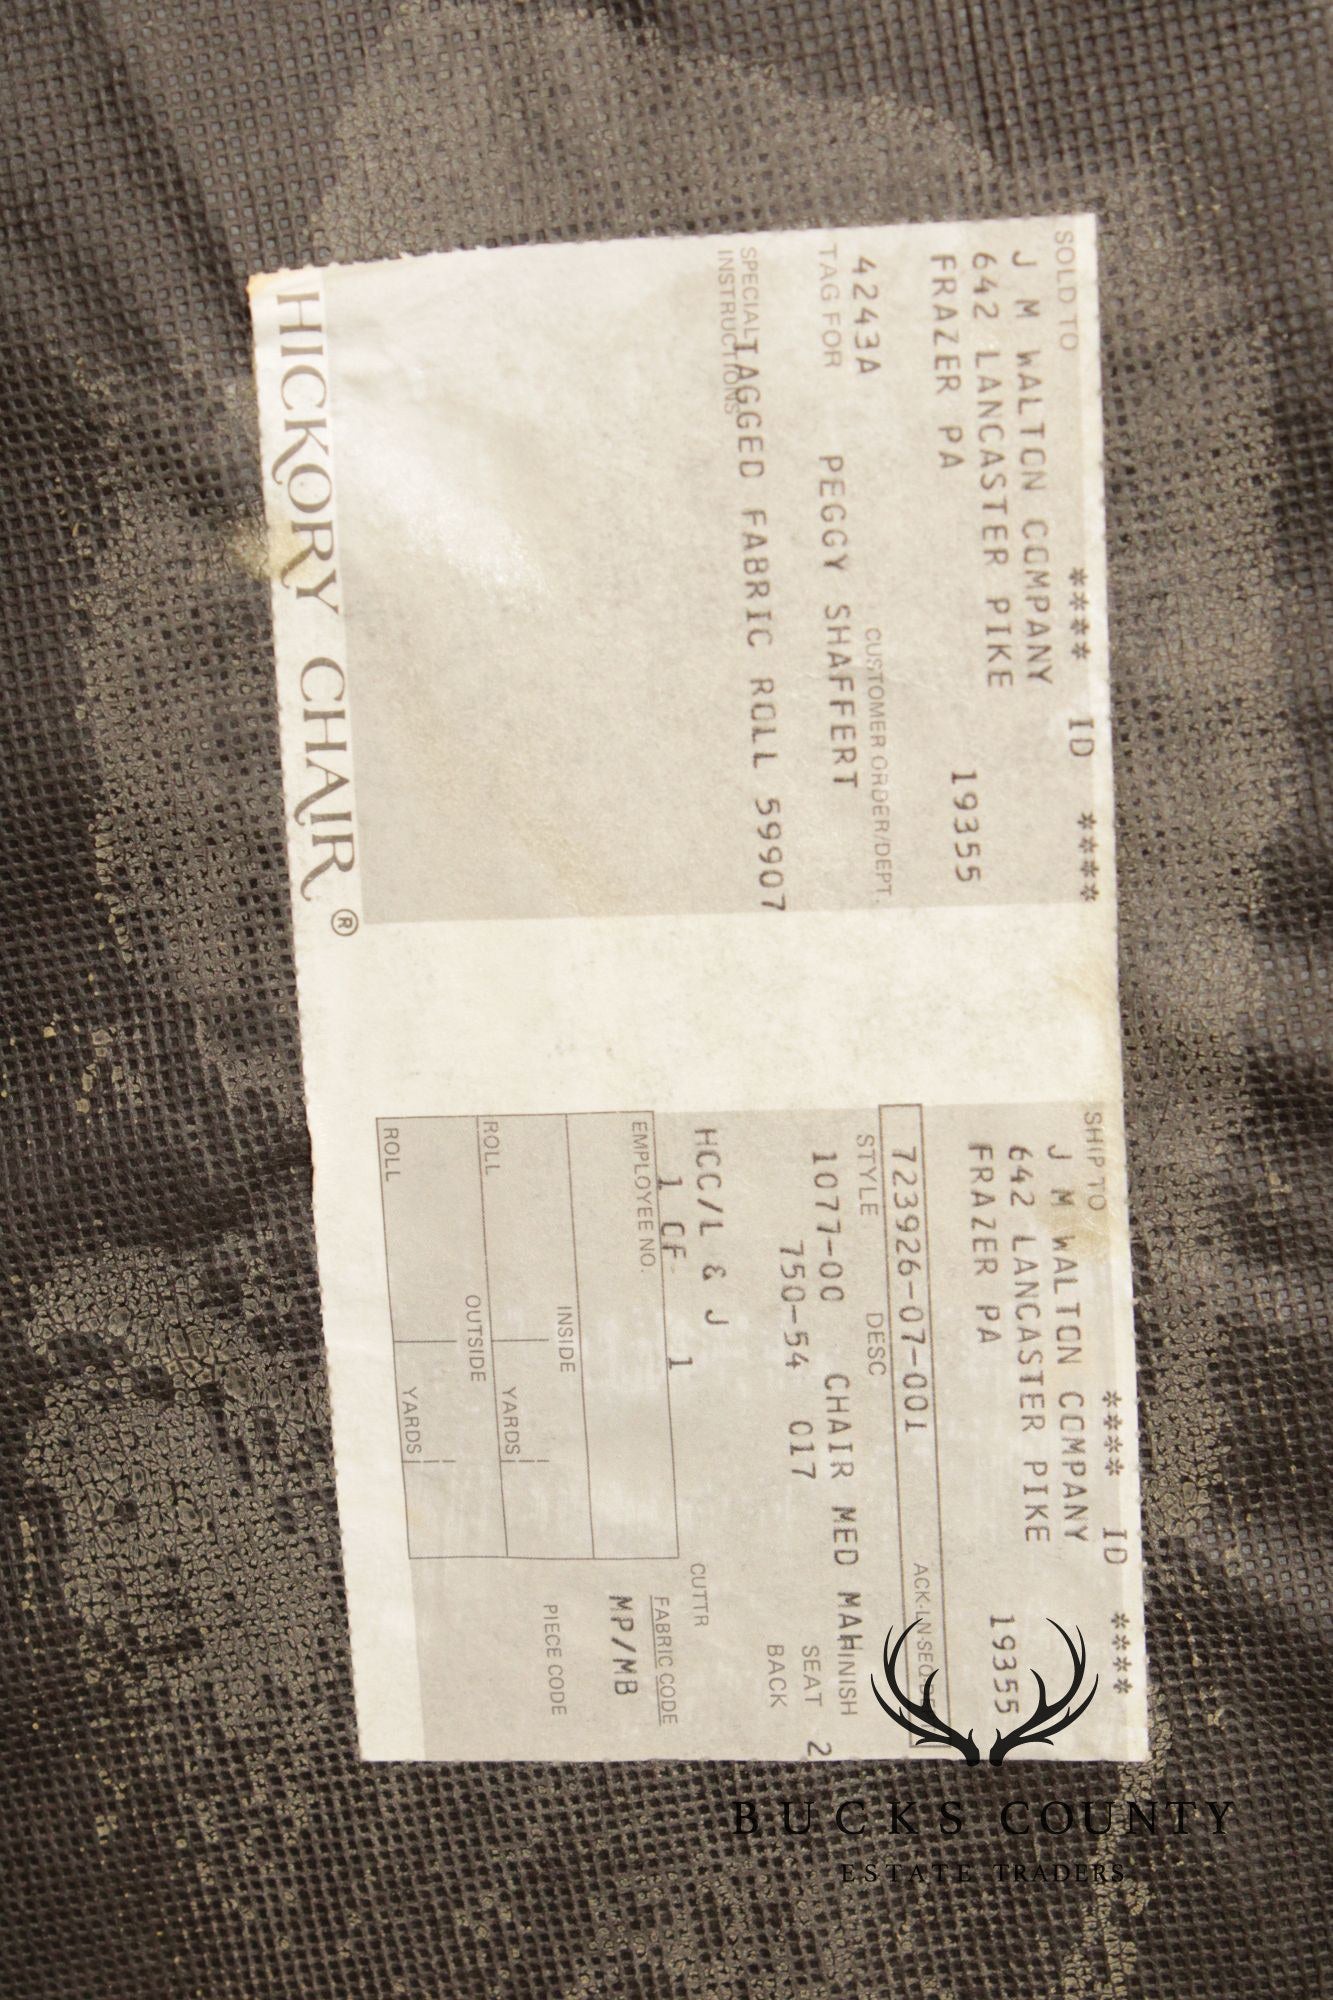 **** ID ****
SOLD TO
J M WALTON COMPANY
642 LANCASTER PIKE
FRAZER PA 19355
CUSTOMER ORDER/DEPT.
4243A
TAG FOR PEGGY SHAFFERT
SPECIAL TAGGED FABRIC ROLL 59907
INSTRUCTIONS
HICKORY CHAIR ®
**** ID ****
SHIP TO
J M WALTON COMPANY
642 LANCASTER PIKE
FRAZER PA 19355
723926-07-001
STYLE DESC
1077-00 CHAIR MED MAHINISH
750-54 017 SEAT 2
BACK
HCC/L & J
1 OF 1
CUTTR
EMPLOYEE NO.
FABRIC CODE
MP/MB
INSIDE
PIECE CODE
ROLL YARDS
OUTSIDE
ROLL YARDS
BUCKS COUNTY
ESTATE TRADERS